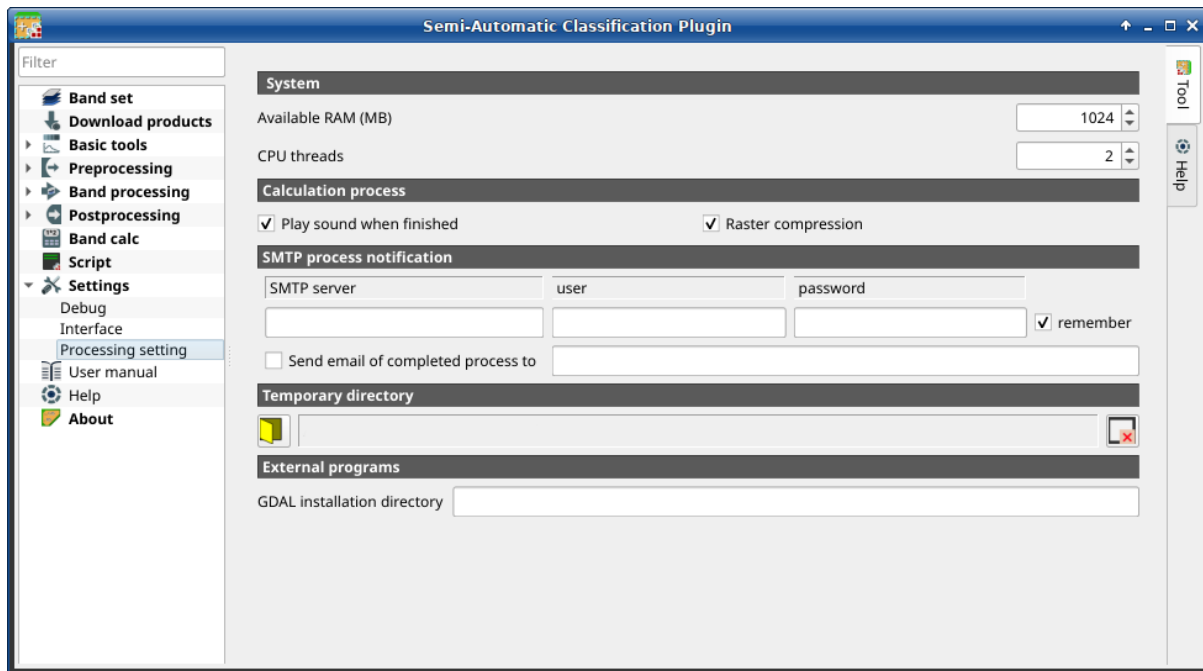 Semi-Automatic Classification Plugin
Filter
Band set
Download products
Basic tools
Preprocessing
Band processing
Postprocessing
Band calc
Script
Settings
Debug
Interface
Processing setting
User manual
Help
About
System
Available RAM (MB) 1024
CPU threads 2
Calculation process
Play sound when finished Raster compression
SMTP process notification
SMTP server user password
remember
Send email of completed process to
Temporary directory
External programs
GDAL installation directory
Tool
Help